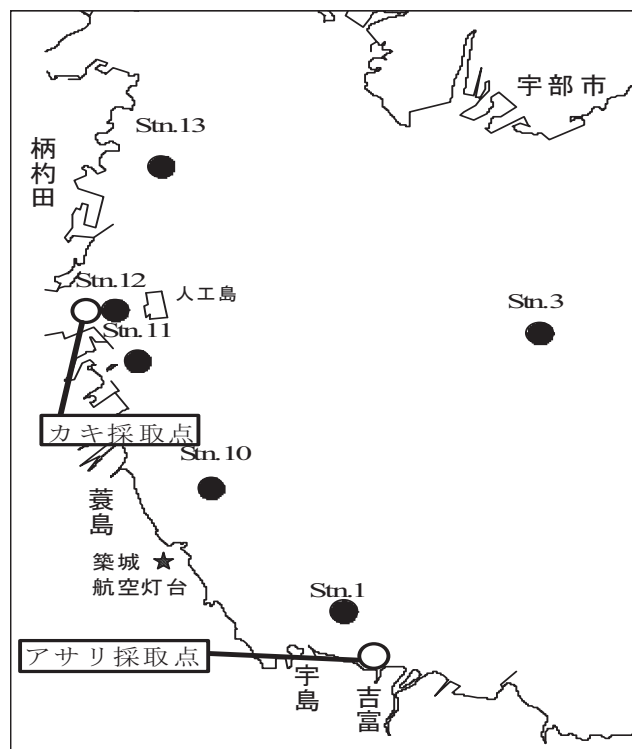 宇部市
Stn.13
柄杓田
Stn.12
人工島
Stn.3
Stn.11
カキ採取点
Stn.10
蓑島
築城
航空灯台
Stn.1
アサリ採取点
宇島
吉富